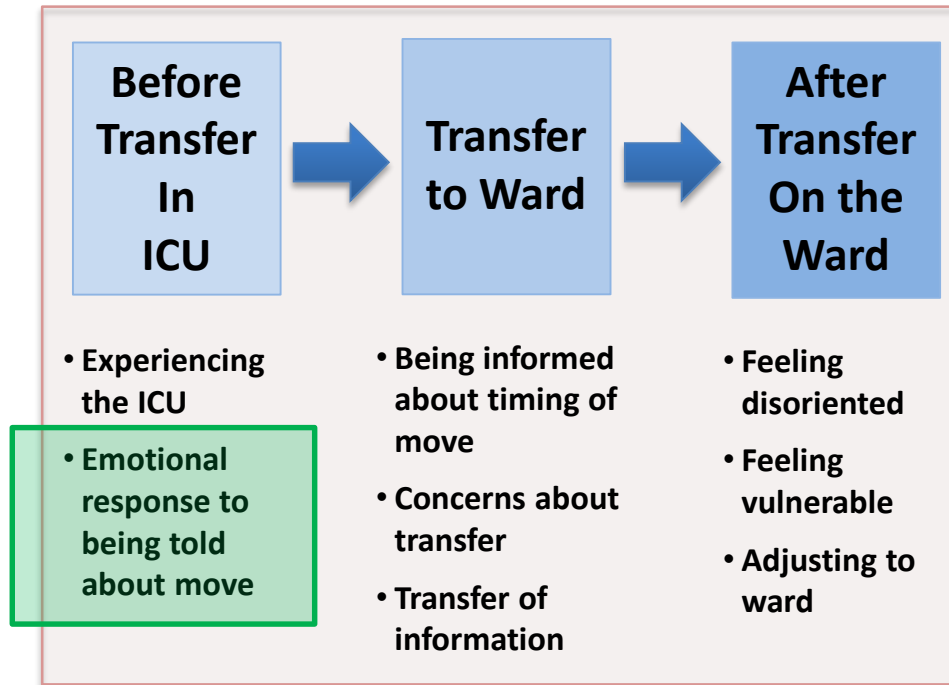 Before
Transfer
In
ICU
Transfer
to Ward
After
Transfer
On the
Ward
• Experiencing
the ICU
• Emotional
response to
being told
about move
• Being informed
about timing of
move
• Concerns about
transfer
• Transfer of
information
• Feeling
disoriented
• Feeling
vulnerable
• Adjusting to
ward